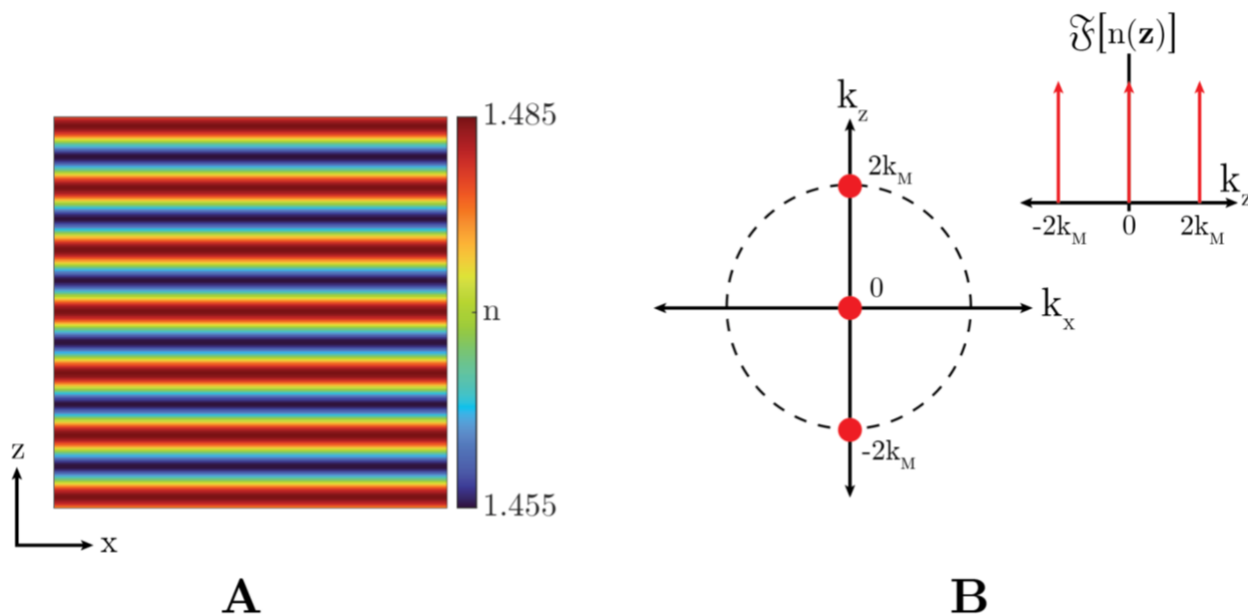 1.485
n
1.455
z
x
A
𝔉[n(z)]
k_z
-2k_M 0 2k_M
k_z
2k_M
0
k_x
-2k_M
B